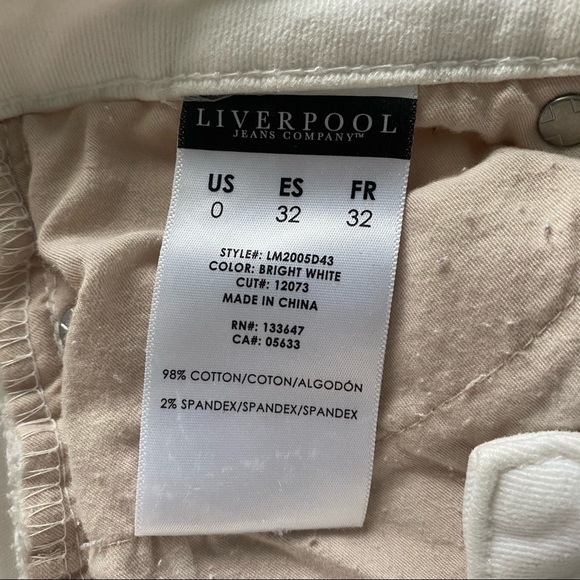 LIVERPOOL
JEANS COMPANY™
US ES FR
0 32 32
STYLE#: LM2005D43
COLOR: BRIGHT WHITE
CUT#: 12073
MADE IN CHINA
RN#: 133647
CA#: 05633
98% COTTON/COTON/ALGODÓN
2% SPANDEX/SPANDEX/SPANDEX